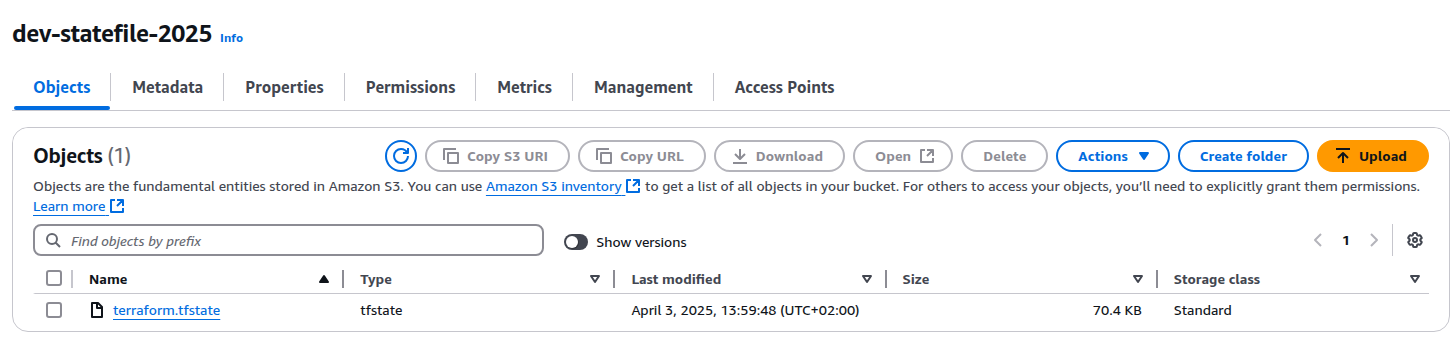 dev-statefile-2025 Info
Objects Metadata Properties Permissions Metrics Management Access Points
Objects (1) Copy S3 URI Copy URL Download Open Delete Actions Create folder Upload
Objects are the fundamental entities stored in Amazon S3. You can use Amazon S3 inventory to get a list of all objects in your bucket. For others to access your objects, you'll need to explicitly grant them permissions.
Learn more
Find objects by prefix Show versions 1
Name Type Last modified Size Storage class
terraform.tfstate tfstate April 3, 2025, 13:59:48 (UTC+02:00) 70.4 KB Standard